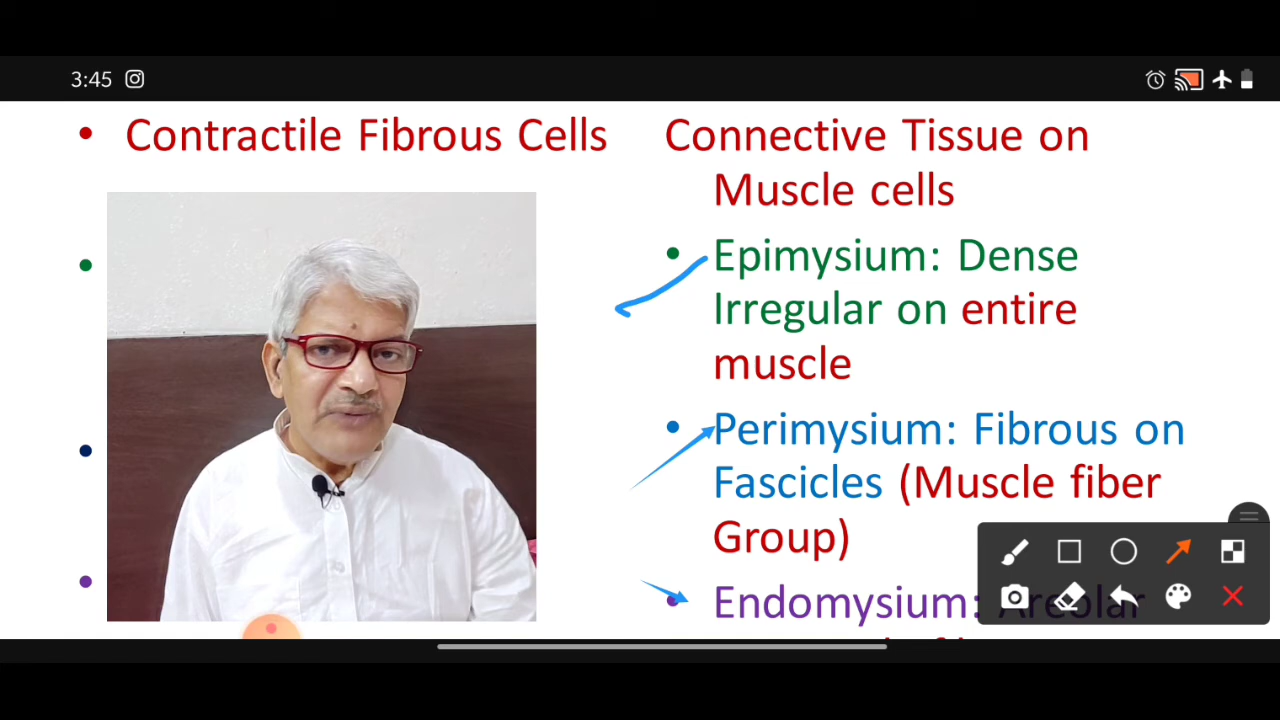 3:45
• Contractile Fibrous Cells
Connective Tissue on
Muscle cells
• Epimysium: Dense
Irregular on entire
muscle
• Perimysium: Fibrous on
Fascicles (Muscle fiber
Group)
• Endomysium: Areolar